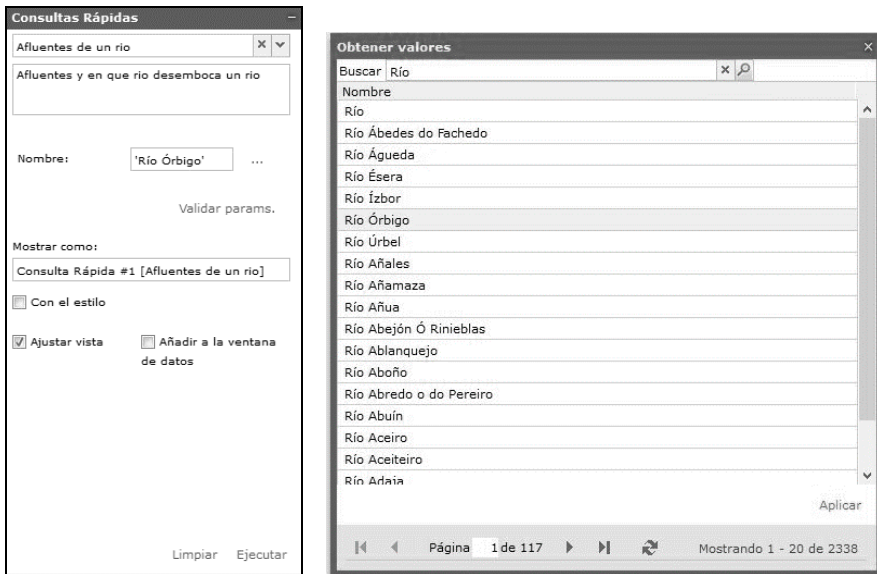 Consultas Rápidas
Afluentes de un rio
Afluentes y en que rio desemboca un rio
Nombre: 'Río Órbigo' ...
Validar params.
Mostrar como:
Consulta Rápida #1 [Afluentes de un rio]
Con el estilo
Ajustar vista
Añadir a la ventana
de datos
Limpiar Ejecutar
Obtener valores
Buscar Río
Nombre
Río
Río Ábedes do Fachedo
Río Águeda
Río Ésera
Río Ízbor
Río Órbigo
Río Úrbel
Río Añales
Río Añamaza
Río Añua
Río Abejón Ó Rinieblas
Río Ablanquejo
Río Aboño
Río Abredo o do Pereiro
Río Abuín
Río Aceiro
Río Aceiteiro
Río Adaja
Aplicar
Página 1 de 117
Mostrando 1 - 20 de 2338